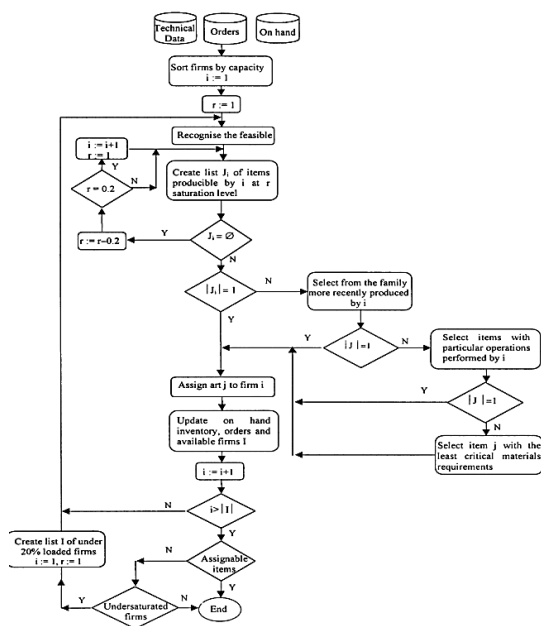 Technical
Data
Orders
On hand
Sort firms by capacity
i := 1
r := 1
Recognise the feasible
i := i+1
r := 1
Create list Ji of items
producible by i at r
saturation level
Y
N
r = 0.2
Ji = ∅
Y
r := r-0.2
N
|Ji| = 1
N
Select from the family
more recently produced
by i
Y
Y
|J|=1
N
Select items with
particular operations
performed by i
Assign art j to firm i
Y
|J|=1
N
Update on hand
inventory, orders and
available firms I
Select item j with the
least critical materials
requirements
i := i+1
N
i>|I|
Y
Create list I of under
20% loaded firms
i := 1, r := 1
N
Assignable
items
Y
Y
Undersaturated
firms
N
End